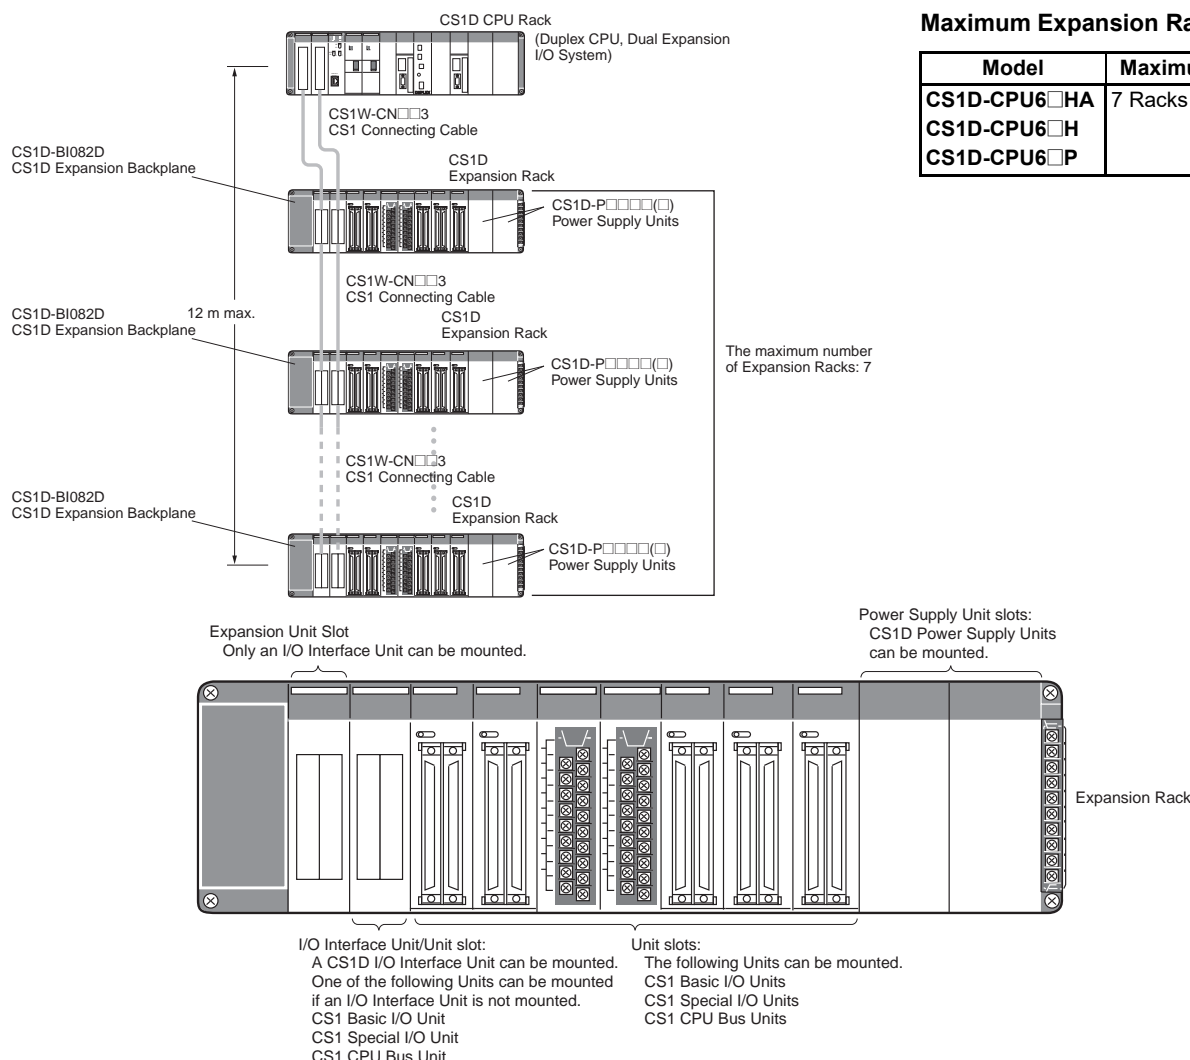 CS1D CPU Rack
(Duplex CPU, Dual Expansion
I/O System)
CS1W-CN□□3
CS1 Connecting Cable
CS1D-BI082D
CS1D Expansion Backplane
CS1D
Expansion Rack
CS1D-P□□□□(□)
Power Supply Units
CS1W-CN□□3
CS1 Connecting Cable
CS1D-BI082D
CS1D Expansion Backplane
12 m max.
CS1D
Expansion Rack
CS1D-P□□□□(□)
Power Supply Units
The maximum number
of Expansion Racks: 7
CS1W-CN□□3
CS1 Connecting Cable
CS1D-BI082D
CS1D Expansion Backplane
CS1D
Expansion Rack
CS1D-P□□□□(□)
Power Supply Units
Maximum Expansion Ra
Model Maximu
CS1D-CPU6□HA 7 Racks
CS1D-CPU6□H
CS1D-CPU6□P
Expansion Unit Slot
Only an I/O Interface Unit can be mounted.
Power Supply Unit slots:
CS1D Power Supply Units
can be mounted.
Expansion Rack
I/O Interface Unit/Unit slot:
A CS1D I/O Interface Unit can be mounted.
One of the following Units can be mounted
if an I/O Interface Unit is not mounted.
CS1 Basic I/O Unit
CS1 Special I/O Unit
CS1 CPU Bus Unit
Unit slots:
The following Units can be mounted.
CS1 Basic I/O Units
CS1 Special I/O Units
CS1 CPU Bus Units